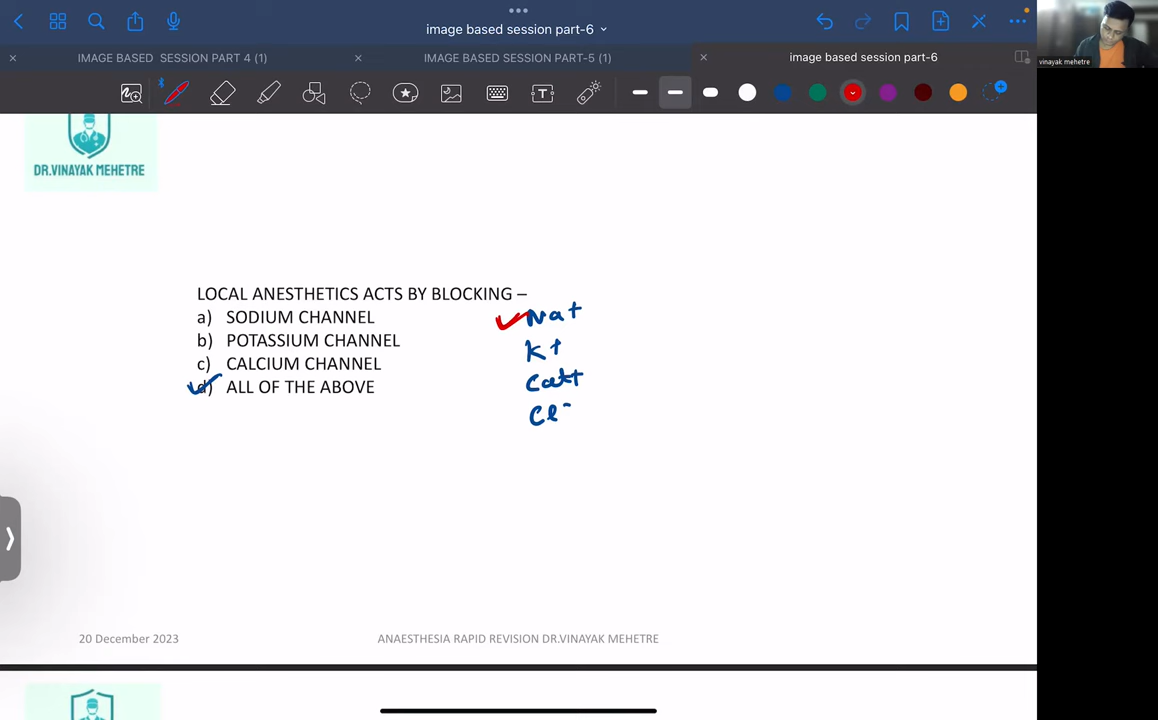 image based session part-6
IMAGE BASED SESSION PART 4 (1)
IMAGE BASED SESSION PART-5 (1)
image based session part-6
vinayak mehetre
DR.VINAYAK MEHETRE
LOCAL ANESTHETICS ACTS BY BLOCKING –
a) SODIUM CHANNEL
b) POTASSIUM CHANNEL
c) CALCIUM CHANNEL
d) ALL OF THE ABOVE
Na+
K+
Ca++
Cl-
20 December 2023
ANAESTHESIA RAPID REVISION DR.VINAYAK MEHETRE